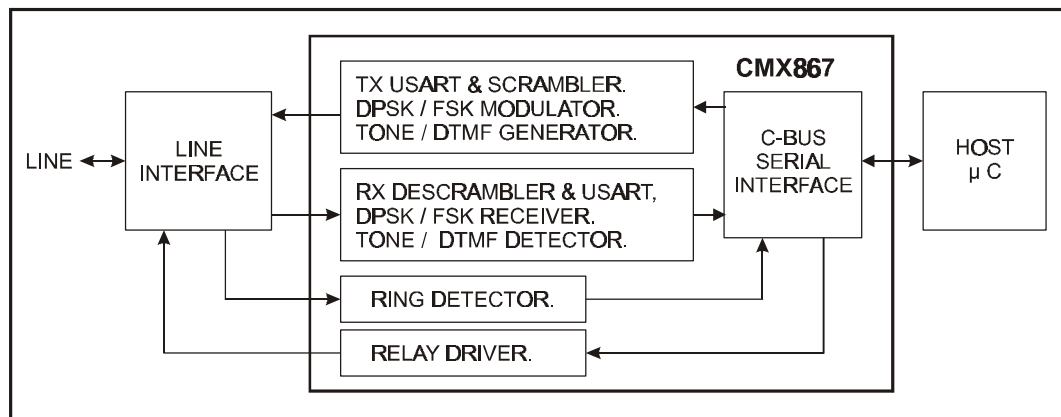 CMX867
TX USART & SCRAMBLER.
DPSK / FSK MODULATOR.
TONE / DTMF GENERATOR.
LINE
LINE
INTERFACE
C-BUS
SERIAL
INTERFACE
HOST
µ C
RX DESCRAMBLER & USART,
DPSK / FSK RECEIVER.
TONE / DTMF DETECTOR.
RING DETECTOR.
RELAY DRIVER.